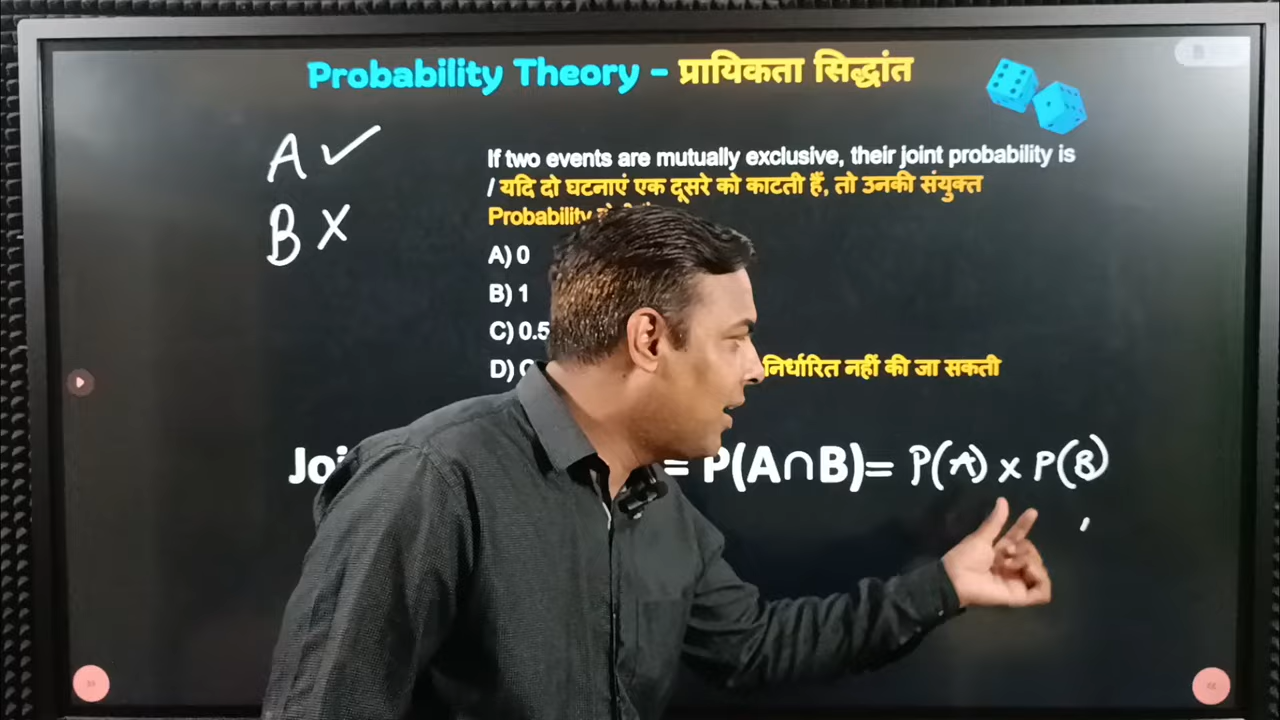 Probability Theory - प्रायिकता सिद्धांत
A ✓
B ×
If two events are mutually exclusive, their joint probability is
/ यदि दो घटनाएं एक दूसरे को काटती हैं, तो उनकी संयुक्त
Probability
A) 0
B) 1
C) 0.5
D) निर्धारित नहीं की जा सकती
= P(A∩B)= P(A) × P(B)